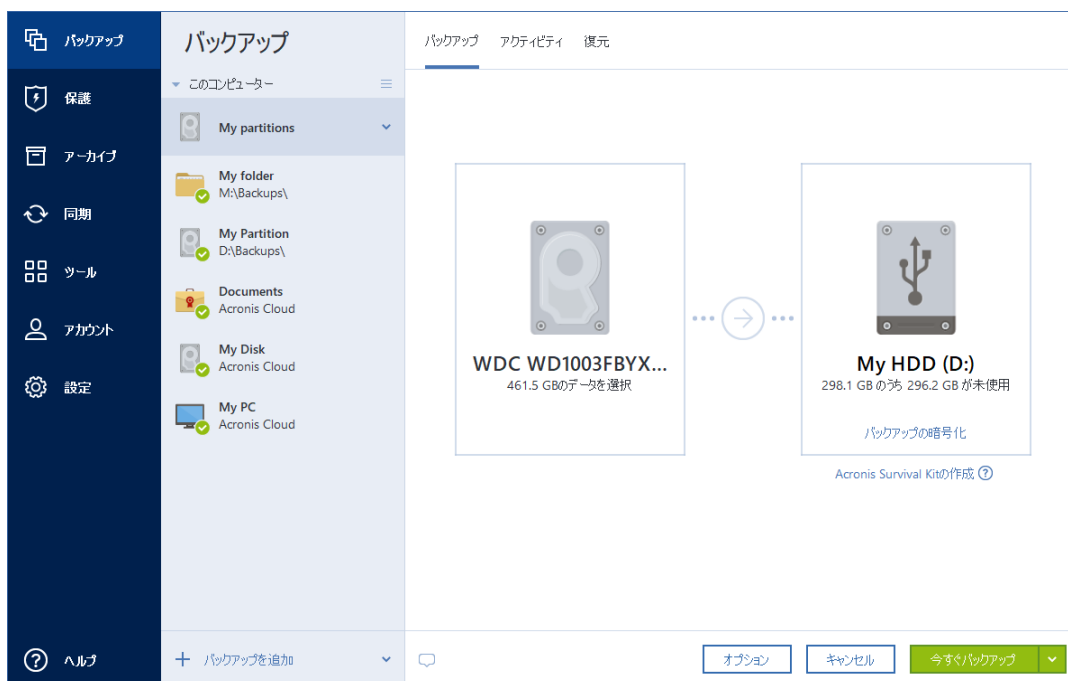 バックアップ
保護
アーカイブ
同期
ツール
アカウント
設定
ヘルプ
バックアップ
このコンピューター
My partitions
My folder
M:\Backups\
My Partition
D:\Backups\
Documents
Acronis Cloud
My Disk
Acronis Cloud
My PC
Acronis Cloud
バックアップを追加
バックアップ アクティビティ 復元
WDC WD1003FBYX...
461.5 GBのデータを選択
My HDD (D:)
298.1 GB のうち 296.2 GB が未使用
バックアップの暗号化
Acronis Survival Kitの作成 ?
オプション キャンセル 今すぐバックアップ